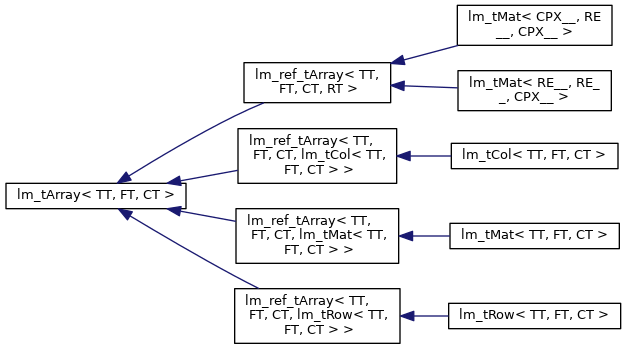 lm_tMat< CPX__, RE
__, CPX__ >
lm_ref_tArray< TT,
FT, CT, RT >
lm_tMat< RE__, RE_
_, CPX__ >
lm_ref_tArray< TT,
FT, CT, lm_tCol< TT,
FT, CT > >
lm_tCol< TT, FT, CT >
lm_tArray< TT, FT, CT >
lm_ref_tArray< TT,
FT, CT, lm_tMat< TT,
FT, CT > >
lm_tMat< TT, FT, CT >
lm_ref_tArray< TT,
FT, CT, lm_tRow< TT,
FT, CT > >
lm_tRow< TT, FT, CT >